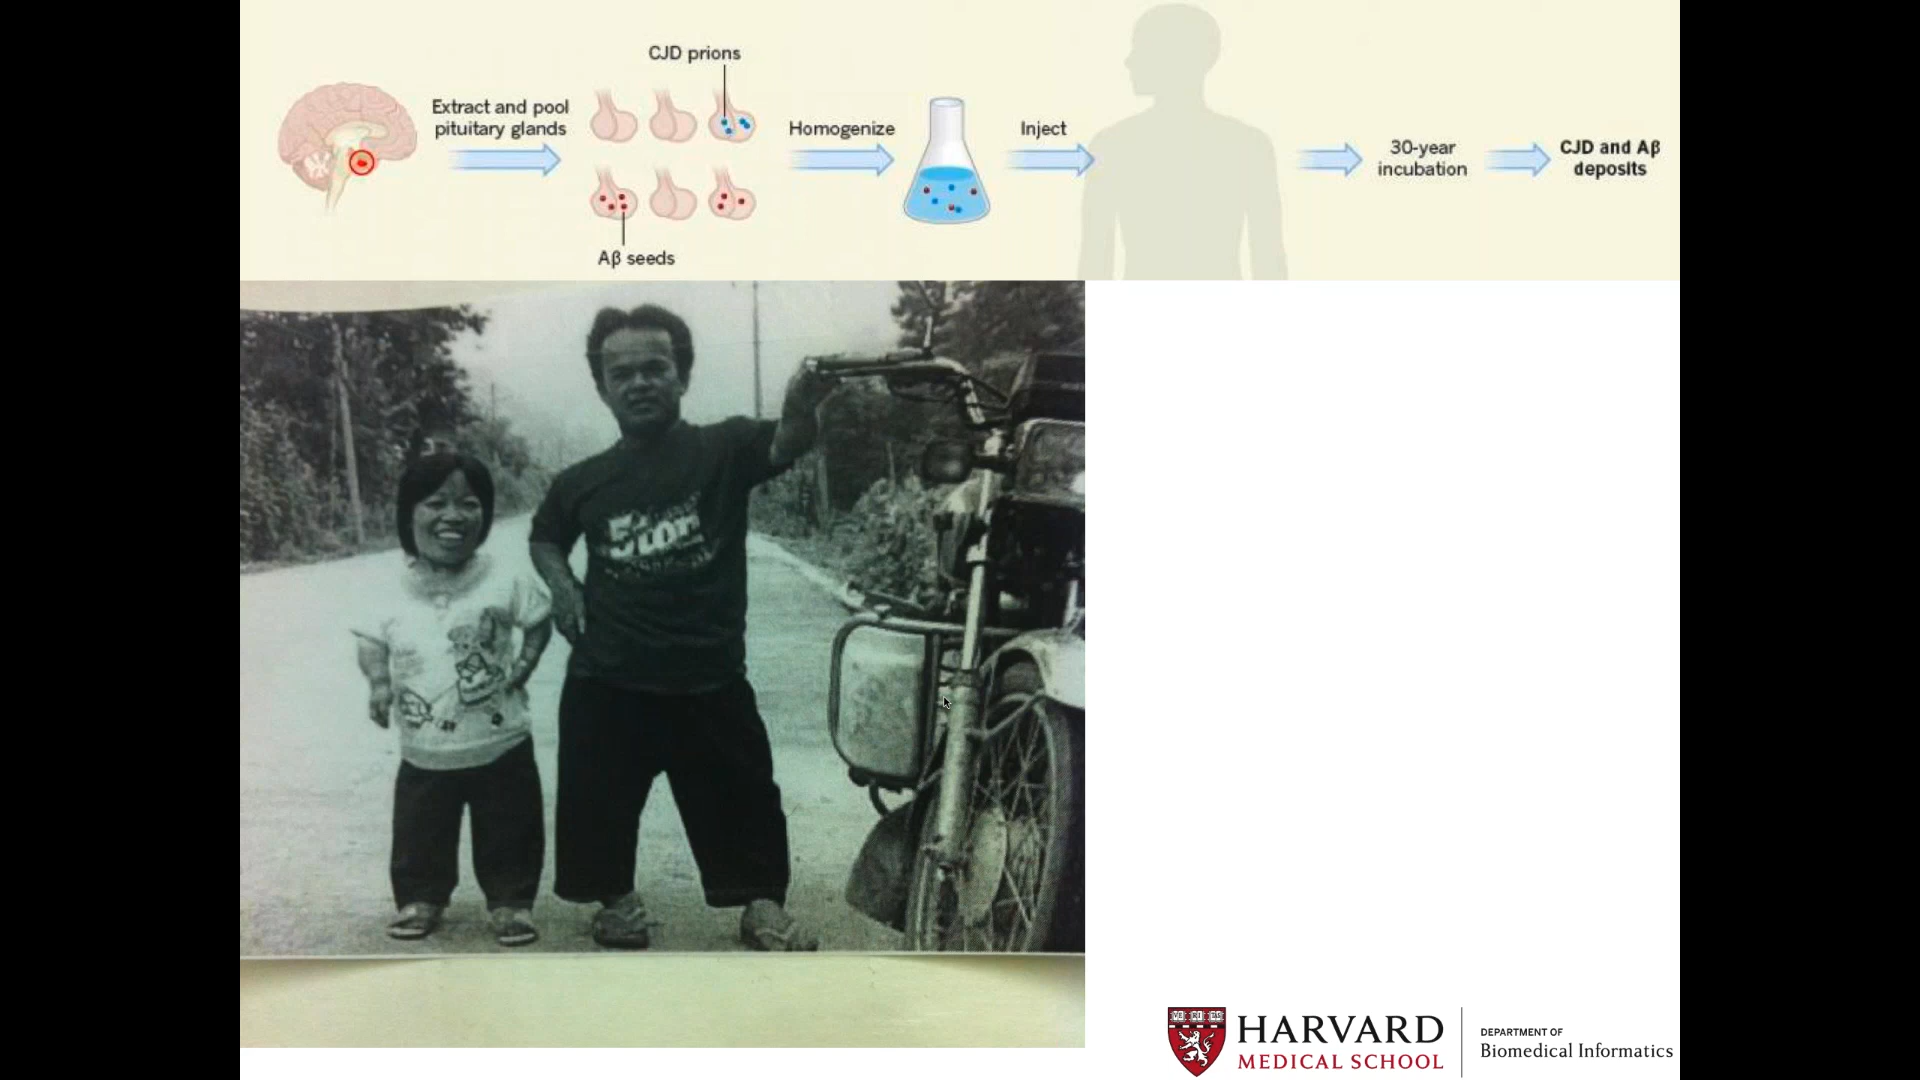 CJD prions
Extract and pool
pituitary glands
Homogenize
Inject
30-year
incubation
CJD and Aβ
deposits
Aβ seeds
HARVARD
MEDICAL SCHOOL
DEPARTMENT OF
Biomedical Informatics